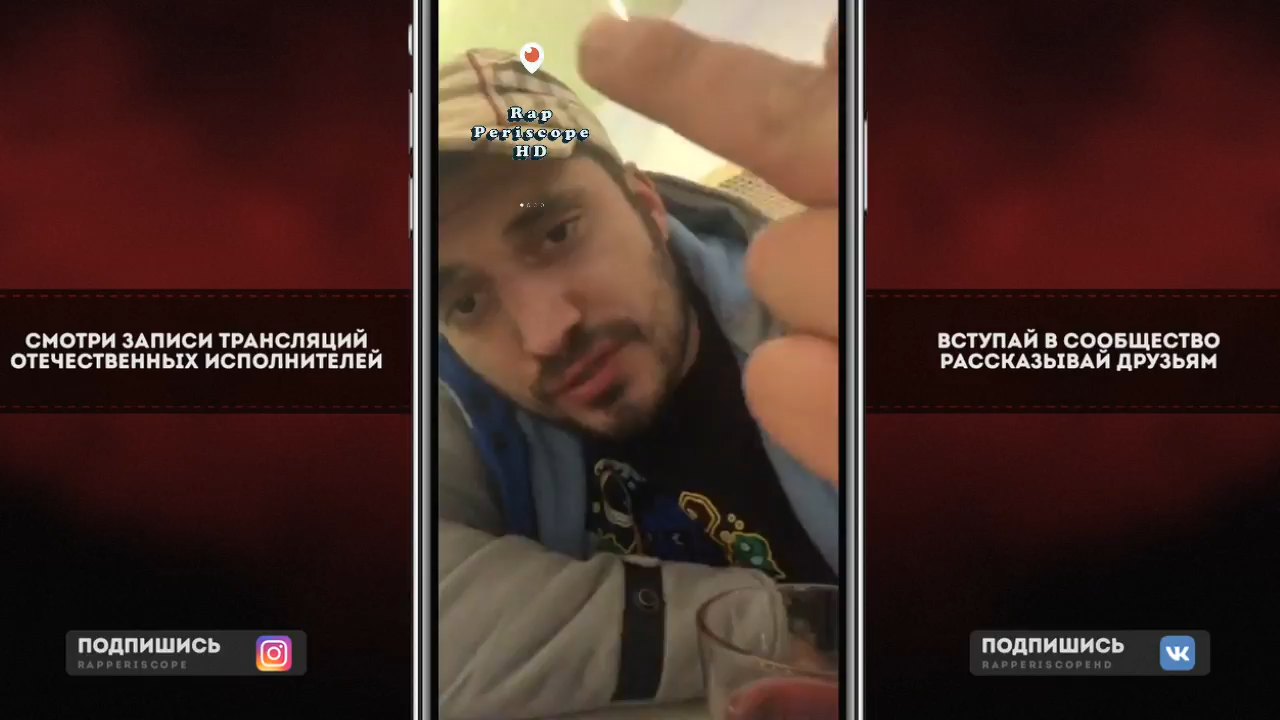 Rap
Periscope
HD
СМОТРИ ЗАПИСИ ТРАНСЛЯЦИЙ
ОТЕЧЕСТВЕННЫХ ИСПОЛНИТЕЛЕЙ
ВСТУПАЙ В СООБЩЕСТВО
РАССКАЗЫВАЙ ДРУЗЬЯМ
ПОДПИШИСЬ
RAPPERISCOPE
ПОДПИШИСЬ
RAPPERISCOPEHD